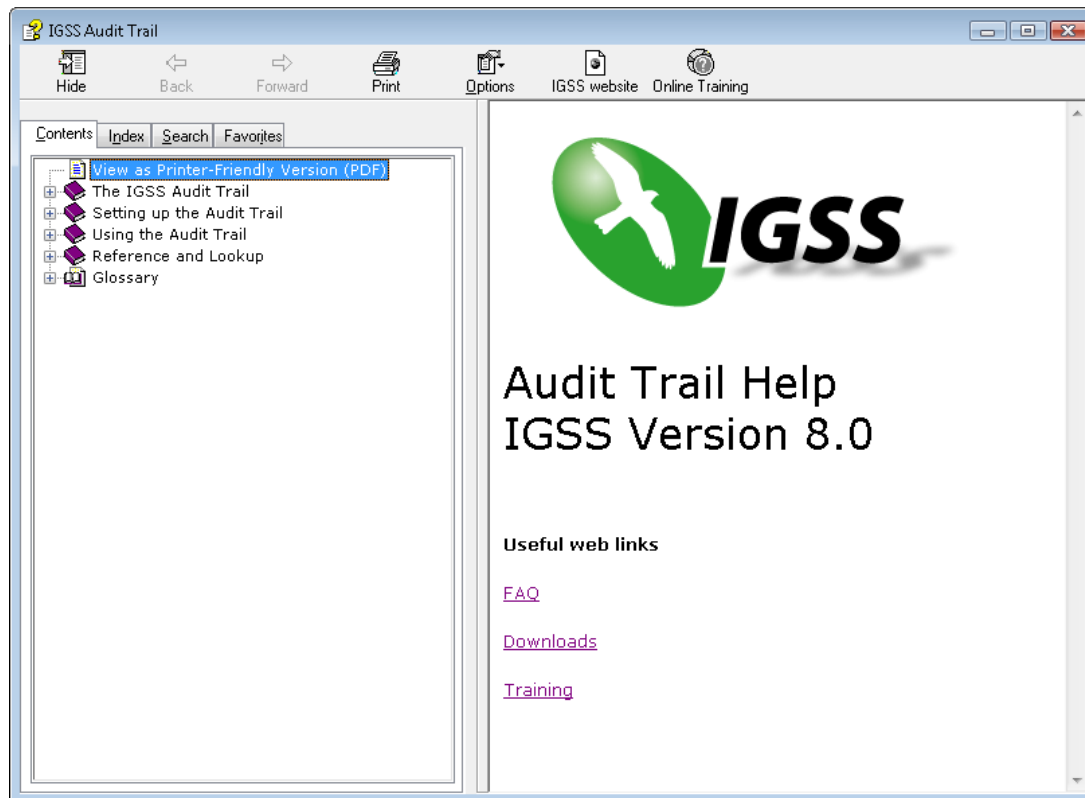 IGSS Audit Trail
Hide Back Forward Print Options IGSS website Online Training
Contents Index Search Favorites
View as Printer-Friendly Version (PDF)
The IGSS Audit Trail
Setting up the Audit Trail
Using the Audit Trail
Reference and Lookup
Glossary
IGSS
Audit Trail Help
IGSS Version 8.0
Useful web links
FAQ
Downloads
Training